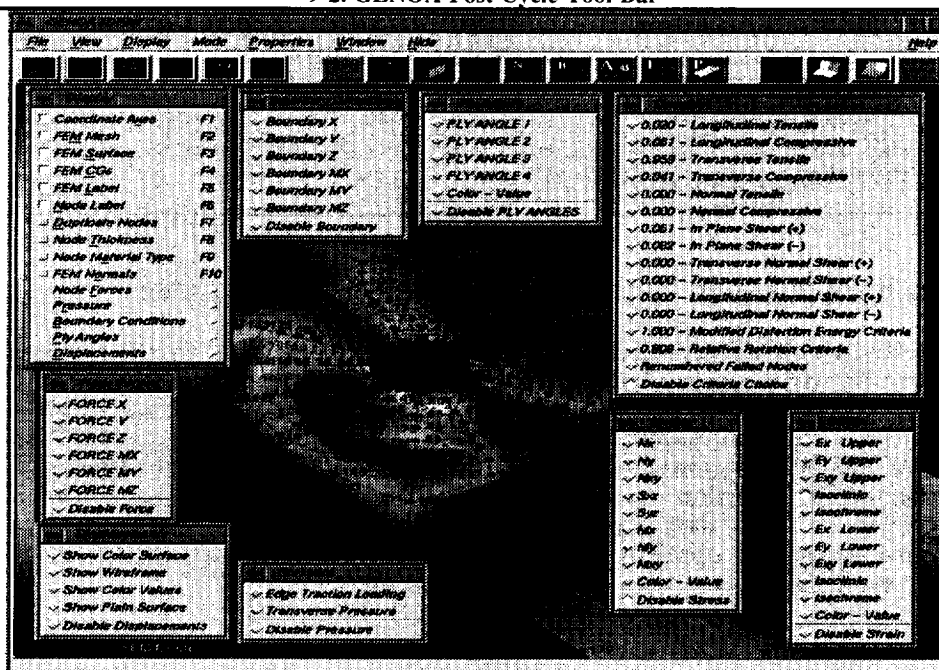 9-2. GENOA Post Cycle Tool Bar
File View Display Mode Properties Window Hide Help
Coordinate Axes F1
FEM Mesh F2
FEM Surface F3
FEM CGs F4
FEM Label F5
Node Label F6
Duplicate Nodes F7
Node Thickness F8
Node Material Type F9
FEM Normals F10
Node Forces
Pressure
Boundary Conditions
Ply Angles
Displacements
Boundary X
Boundary Y
Boundary Z
Boundary MX
Boundary MY
Boundary MZ
Disable Boundary
PLY ANGLE 1
PLY ANGLE 2
PLY ANGLE 3
PLY ANGLE 4
Color - Value
Disable PLY ANGLES
0.020 - Longitudinal Tensile
0.061 - Longitudinal Compressive
0.958 - Transverse Tensile
0.041 - Transverse Compressive
0.000 - Normal Tensile
0.000 - Normal Compressive
0.061 - In Plane Shear (+)
0.062 - In Plane Shear (-)
0.000 - Transverse Normal Shear (+)
0.000 - Transverse Normal Shear (-)
0.000 - Longitudinal Normal Shear (+)
0.000 - Longitudinal Normal Shear (-)
1.000 - Modified Distortion Energy Criteria
0.908 - Relative Rotation Criteria
Renumbered Failed Nodes
Disable Criteria Choice
FORCE X
FORCE Y
FORCE Z
FORCE MX
FORCE MY
FORCE MZ
Disable Force
Show Color Surface
Show Wireframe
Show Color Values
Show Plain Surface
Disable Displacements
Edge Traction Loading
Transverse Pressure
Disable Pressure
Nx
Ny
Nxy
Sxz
Syz
Mx
My
Mxy
Color - Value
Disable Stress
Ex Upper
Ey Upper
Exy Upper
Isoclinic
Isochrome
Ex Lower
Ey Lower
Exy Lower
Isoclinic
Isochrome
Color - Value
Disable Strain